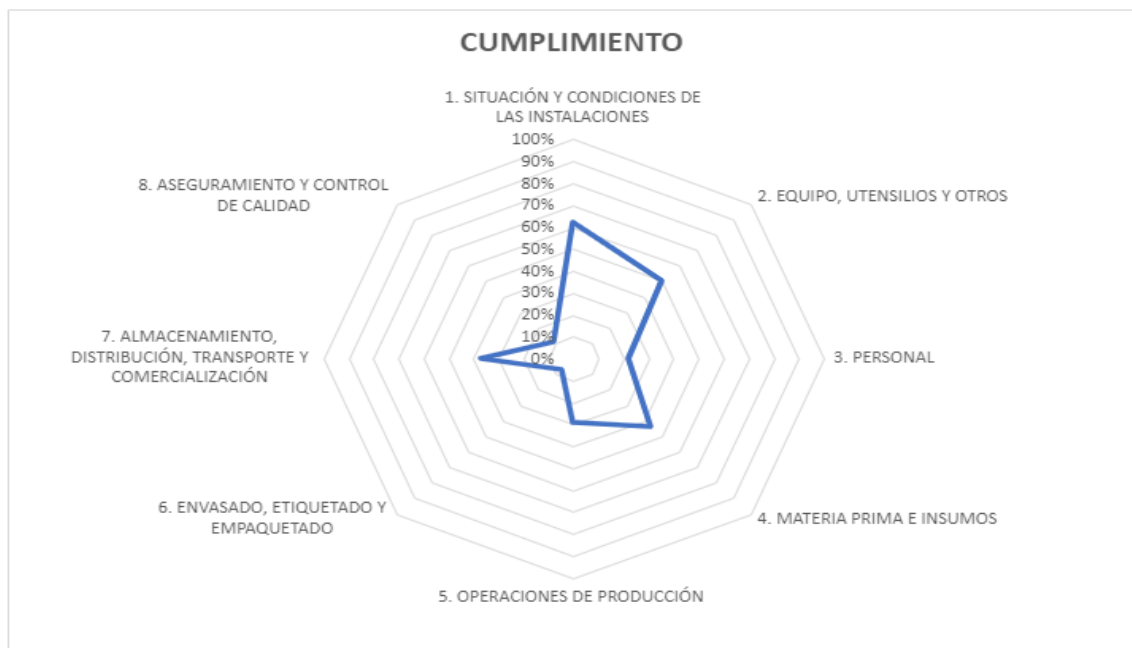 CUMPLIMIENTO
1. SITUACIÓN Y CONDICIONES DE
LAS INSTALACIONES
100%
90%
80%
70%
60%
50%
40%
30%
20%
10%
0%
2. EQUIPO, UTENSILIOS Y OTROS
3. PERSONAL
4. MATERIA PRIMA E INSUMOS
5. OPERACIONES DE PRODUCCIÓN
6. ENVASADO, ETIQUETADO Y
EMPAQUETADO
7. ALMACENAMIENTO,
DISTRIBUCIÓN, TRANSPORTE Y
COMERCIALIZACIÓN
8. ASEGURAMIENTO Y CONTROL
DE CALIDAD